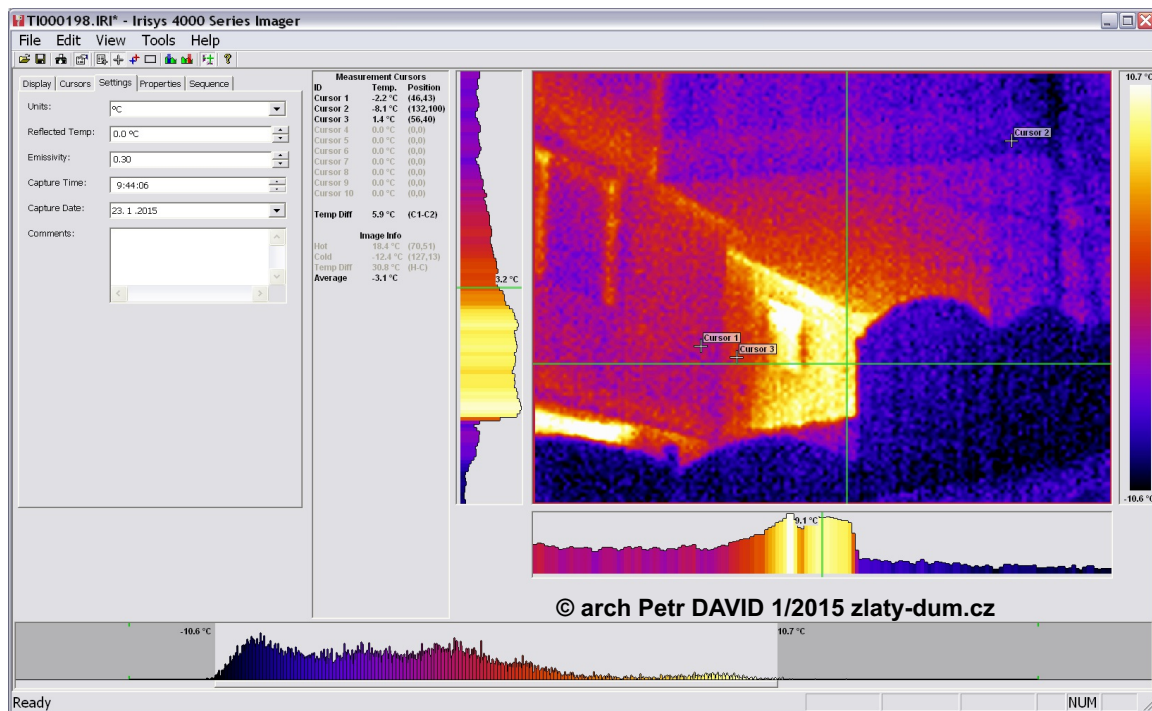 TI000198.IRI* - Irisys 4000 Series Imager
File Edit View Tools Help
Display Cursors Settings Properties Sequence
Units: ºC
Reflected Temp: 0.0 ºC
Emissivity: 0.30
Capture Time: 9:44:06
Capture Date: 23. 1 .2015
Comments:
Measurement Cursors
ID Temp. Position
Cursor 1 -2.2 °C (46,43)
Cursor 2 -8.1 °C (132,100)
Cursor 3 1.4 °C (56,40)
Cursor 4 0.0 °C (0,0)
Cursor 5 0.0 °C (0,0)
Cursor 6 0.0 °C (0,0)
Cursor 7 0.0 °C (0,0)
Cursor 8 0.0 °C (0,0)
Cursor 9 0.0 °C (0,0)
Cursor 10 0.0 °C (0,0)
Temp Diff 5.9 °C (C1-C2)
Image Info
Hot 18.4 °C (70,51)
Cold -12.4 °C (127,13)
Temp Diff 30.8 °C (H-C)
Average -3.1 °C
3.2 °C
Cursor 2
Cursor 1
Cursor 3
10.7 °C
-10.6 °C
9.1 °C
© arch Petr DAVID 1/2015 zlaty-dum.cz
-10.6 °C
10.7 °C
Ready
NUM